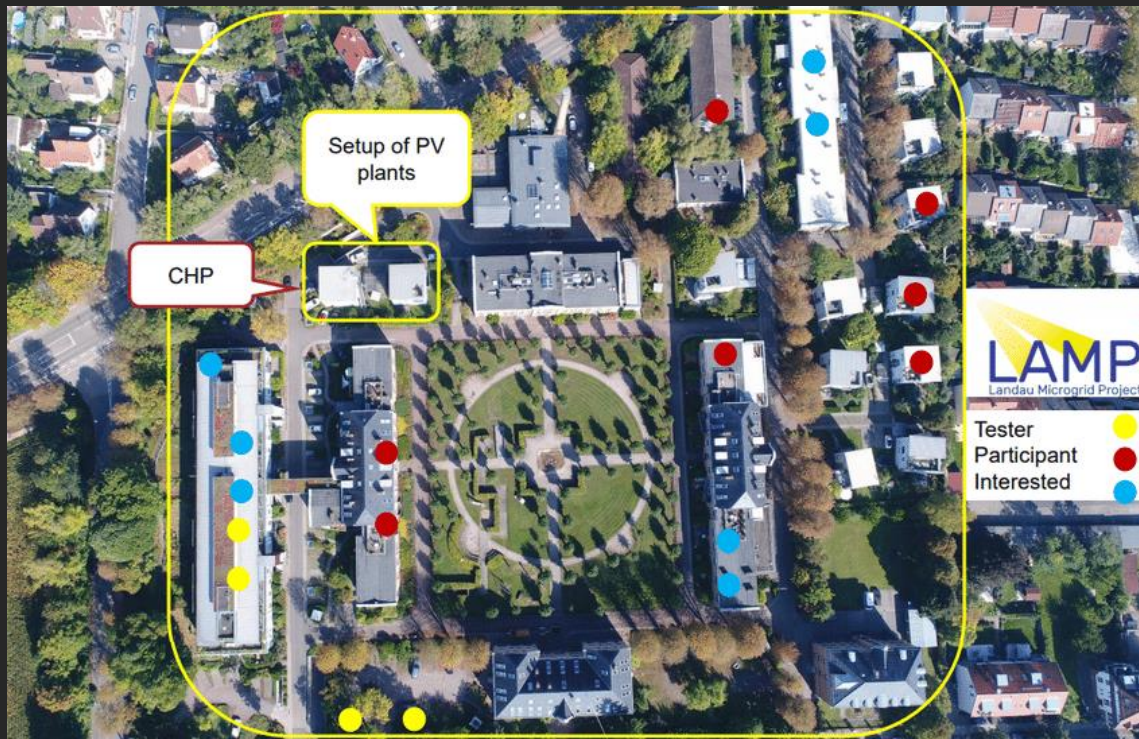 Setup of PV
plants
CHP
LAMP
Landau Microgrid Project
Tester
Participant
Interested